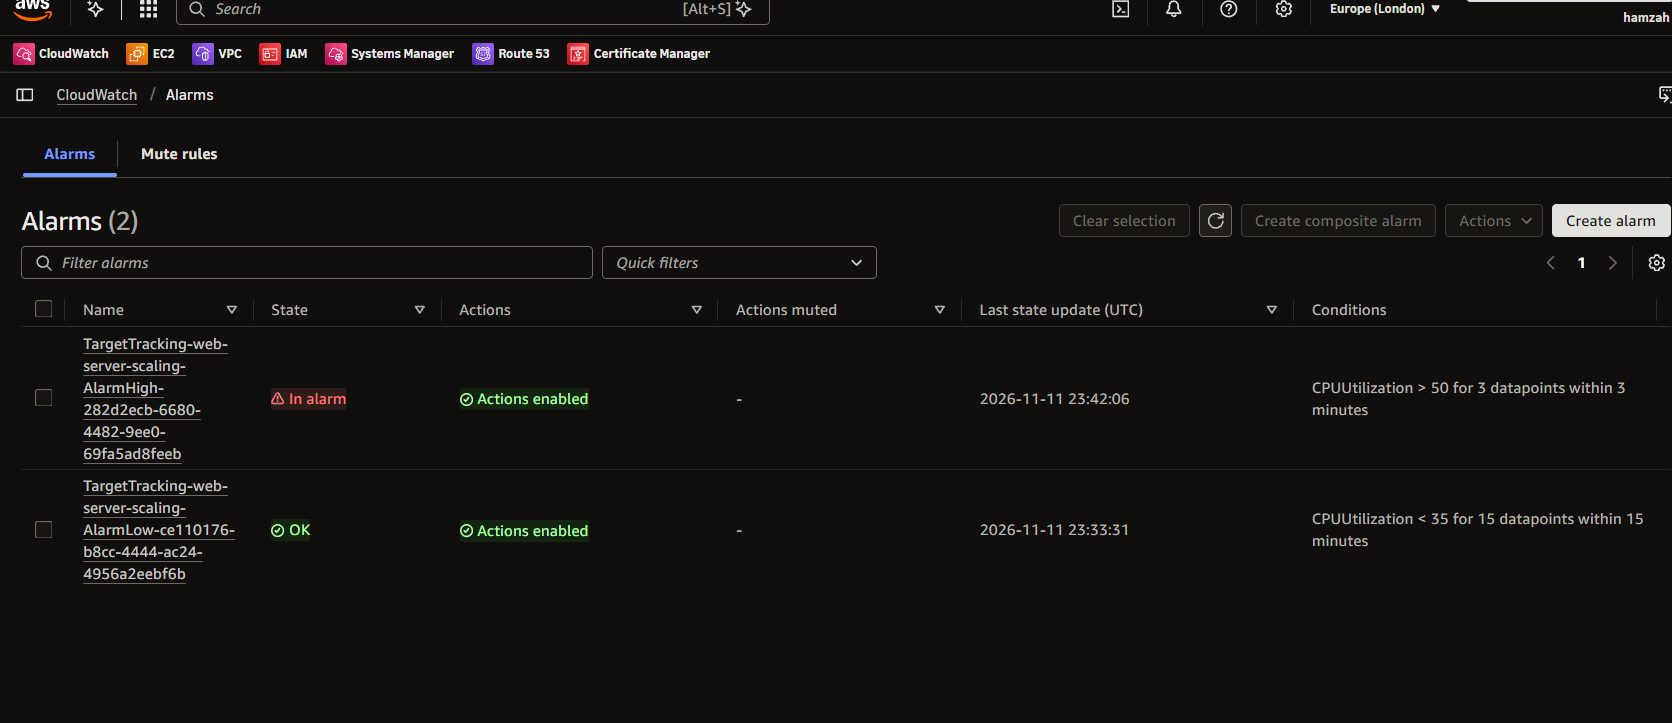 aws
Search
[Alt+S]
Europe (London)
hamzah
CloudWatch
EC2
VPC
IAM
Systems Manager
Route 53
Certificate Manager
CloudWatch / Alarms
Alarms
Mute rules
Alarms (2)
Clear selection
Create composite alarm
Actions
Create alarm
Filter alarms
Quick filters
1
Name
State
Actions
Actions muted
Last state update (UTC)
Conditions
TargetTracking-web-
server-scaling-
AlarmHigh-
282d2ecb-6680-
4482-9ee0-
69fa5ad8feeb
In alarm
Actions enabled
-
2026-11-11 23:42:06
CPUUtilization > 50 for 3 datapoints within 3
minutes
TargetTracking-web-
server-scaling-
AlarmLow-ce110176-
b8cc-4444-ac24-
4956a2eebf6b
OK
Actions enabled
-
2026-11-11 23:33:31
CPUUtilization < 35 for 15 datapoints within 15
minutes